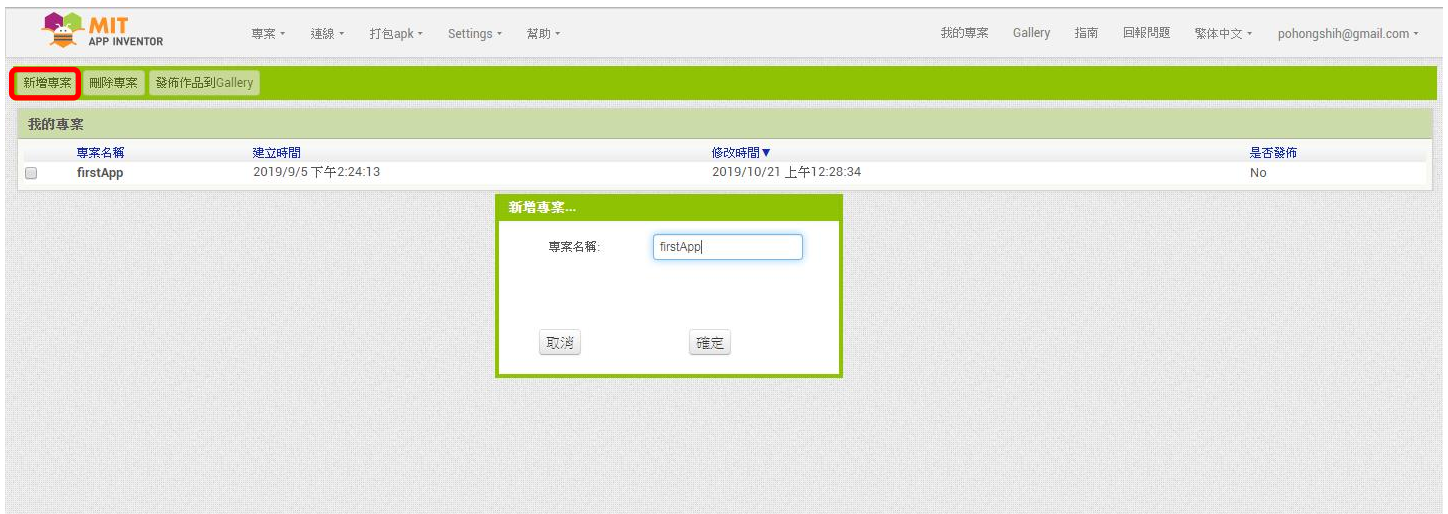 MIT
APP INVENTOR
專案 連線 打包apk Settings 幫助 我的專案 Gallery 指南 回報問題 繁体中文 pohongshih@gmail.com
新增專案 刪除專案 發佈作品到Gallery
我的專案
專案名稱 建立時間 修改時間▼ 是否發佈
firstApp 2019/9/5 下午2:24:13 2019/10/21 上午12:28:34 No
新增專案...
專案名稱: firstApp
取消 確定